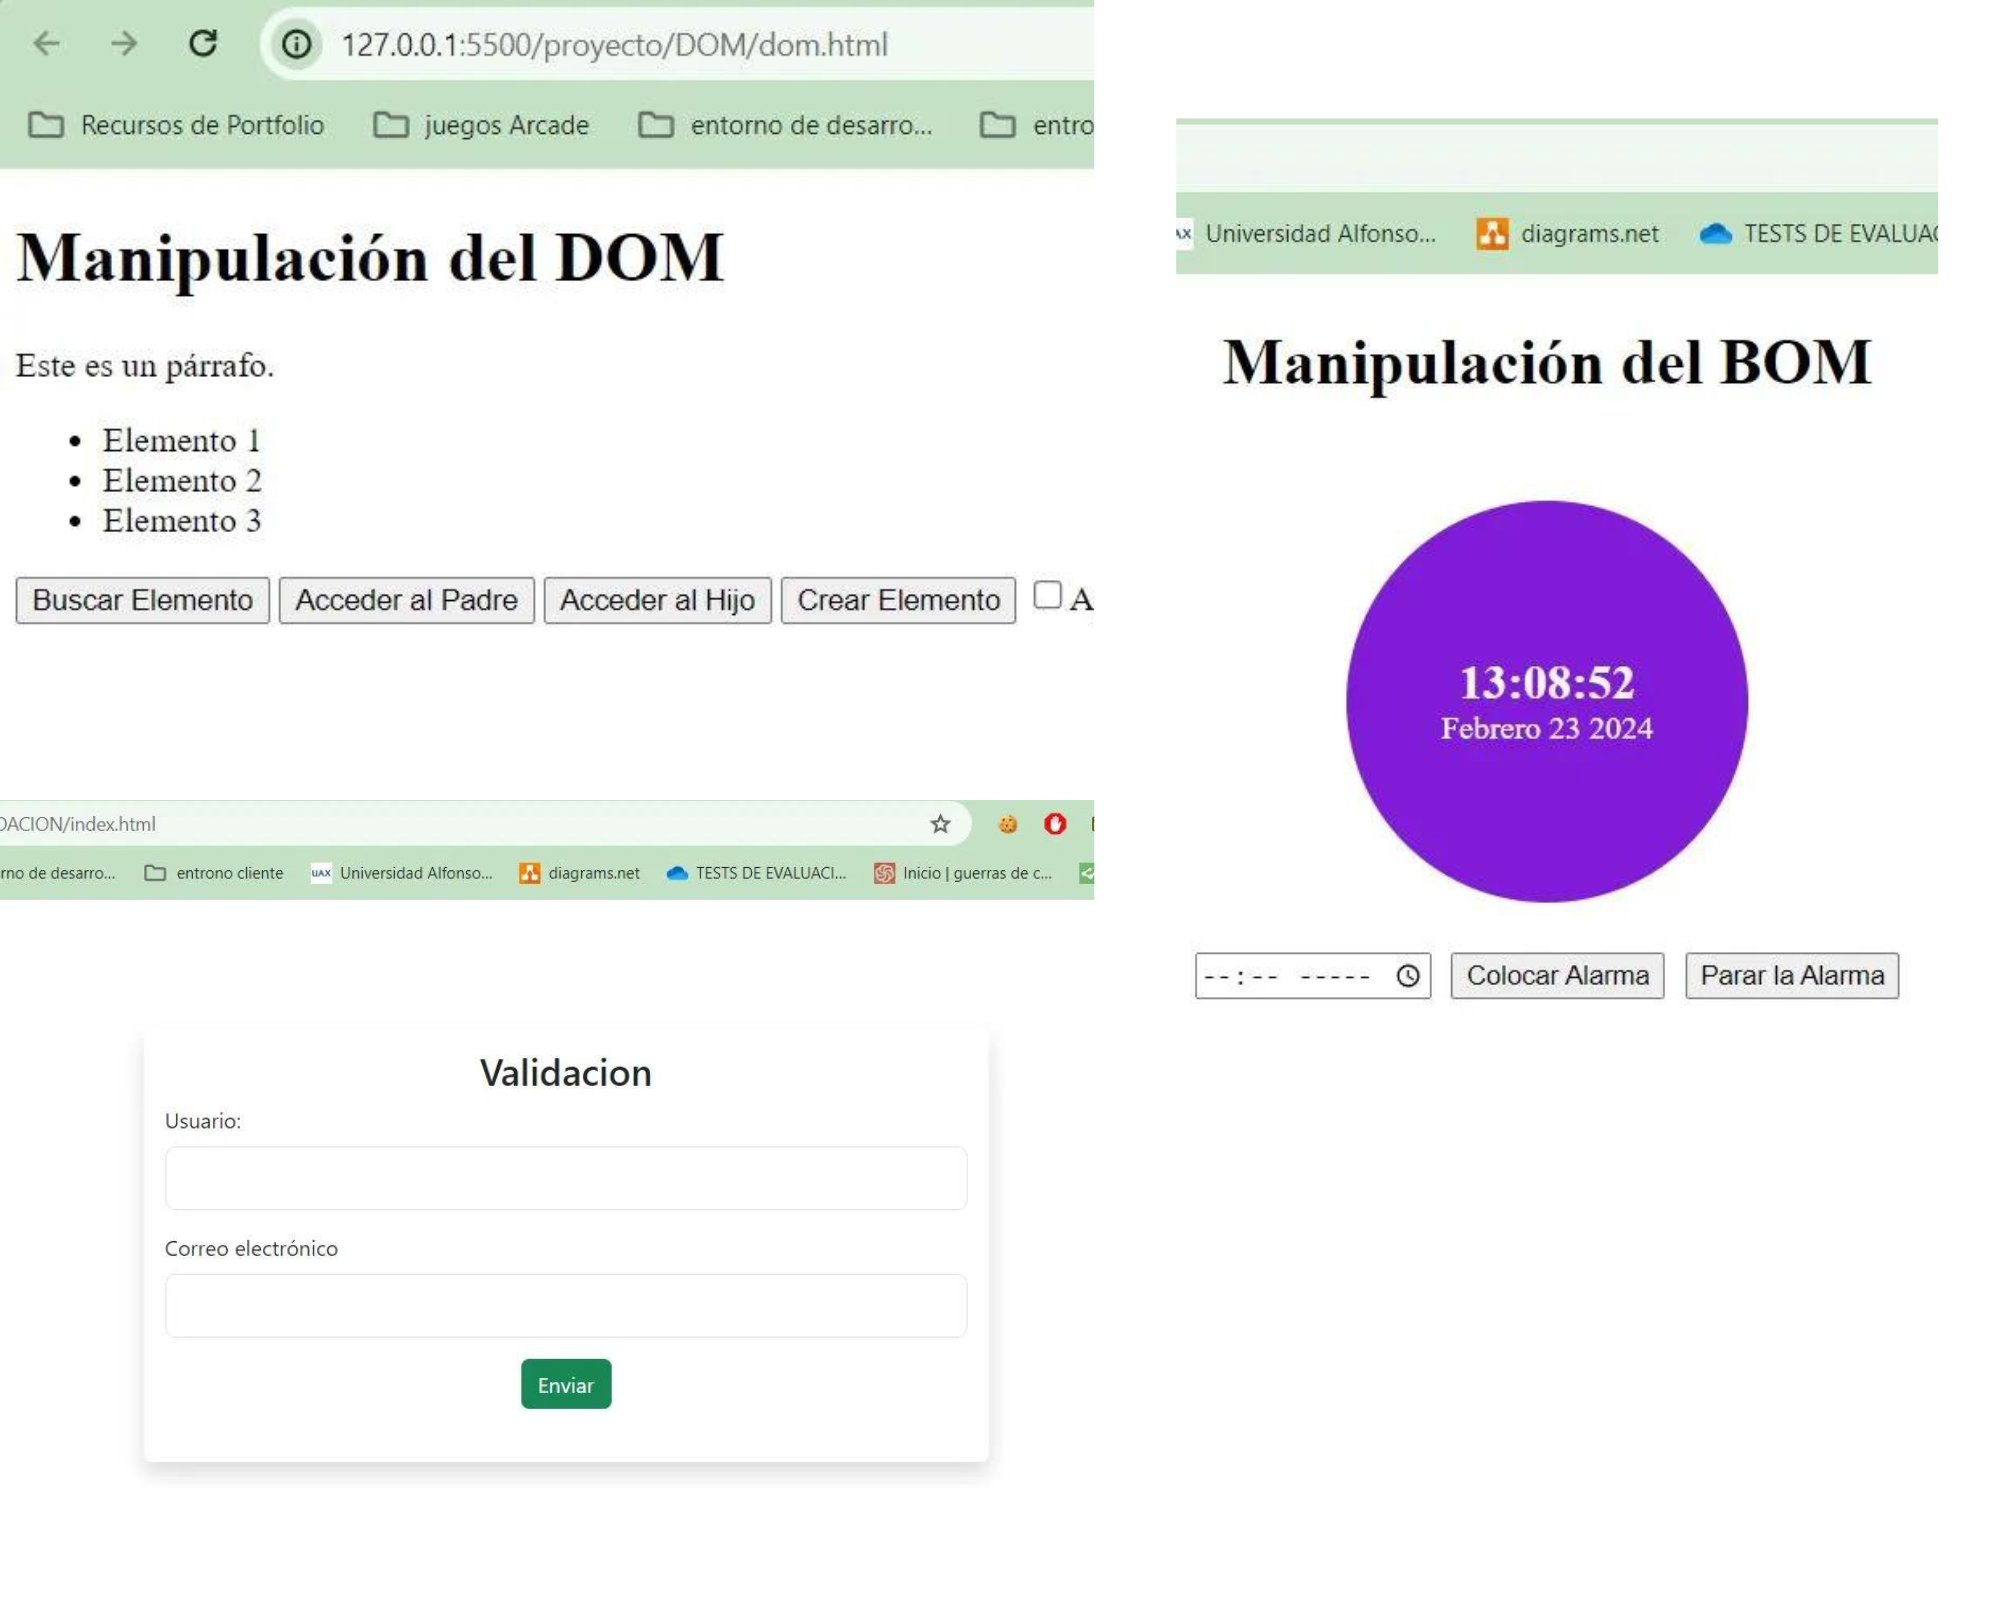 127.0.0.1:5500/proyecto/DOM/dom.html
Recursos de Portfolio juegos Arcade entorno de desarro... entro
Manipulación del DOM
Este es un párrafo.
Elemento 1
Elemento 2
Elemento 3
Buscar Elemento Acceder al Padre Acceder al Hijo Crear Elemento A
DACION/index.html
rno de desarro... entrono cliente UAX Universidad Alfonso... diagrams.net TESTS DE EVALUACI... Inicio | guerras de c...
Validacion
Usuario:
Correo electrónico
Enviar
AX Universidad Alfonso... diagrams.net TESTS DE EVALUAC
Manipulación del BOM
13:08:52
Febrero 23 2024
--:-- ----- Colocar Alarma Parar la Alarma